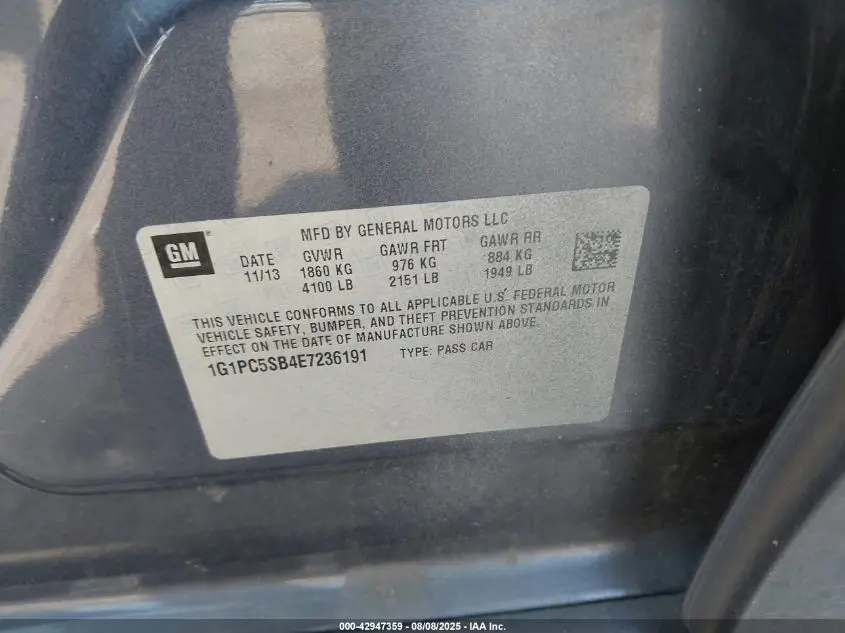 MFD BY GENERAL MOTORS LLC
GM
DATE GVWR GAWR FRT GAWR RR
11/13 1860 KG 976 KG 884 KG
4100 LB 2151 LB 1949 LB
THIS VEHICLE CONFORMS TO ALL APPLICABLE U.S. FEDERAL MOTOR
VEHICLE SAFETY, BUMPER, AND THEFT PREVENTION STANDARDS IN
EFFECT ON THE DATE OF MANUFACTURE SHOWN ABOVE.
1G1PC5SB4E7236191 TYPE: PASS CAR
000-42947359 - 08/08/2025 - IAA Inc.